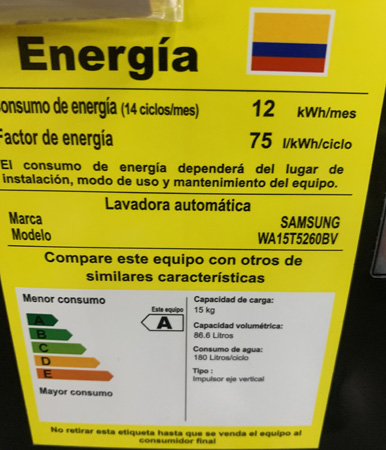 Energía
onsumo de energía (14 ciclos/mes) 12 kWh/mes
Factor de energía 75 l/kWh/ciclo
El consumo de energía dependerá del lugar de
instalación, modo de uso y mantenimiento del equipo.
Lavadora automática
Marca SAMSUNG
Modelo WA15T5260BV
Compare este equipo con otros de
similares características
Menor consumo
A
B
C
D
E
Mayor consumo
Este equipo
A
Capacidad de carga:
15 kg
Capacidad volumétrica:
86.6 Litros
Consumo de agua:
180 Litros/ciclo
Tipo :
Impulsor eje vertical
No retirar esta etiqueta hasta que se venda el equipo al
consumidor final